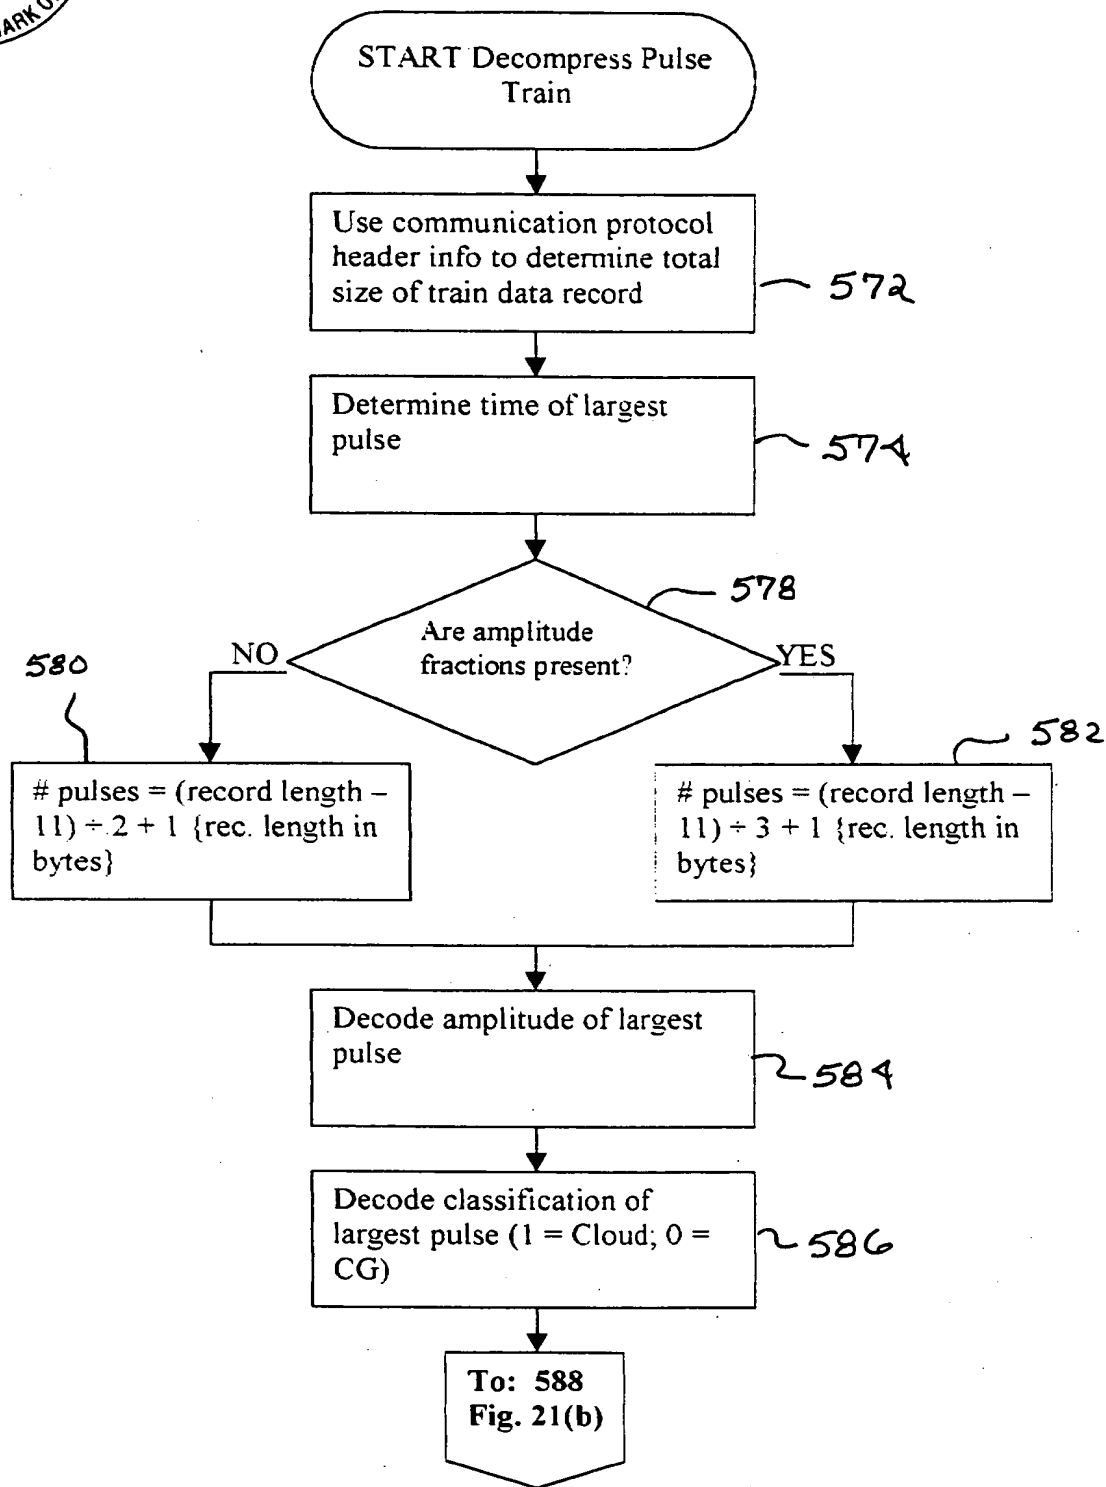 START Decompress Pulse
Train
Use communication protocol
header info to determine total
size of train data record
572
Determine time of largest
pulse
574
578
Are amplitude
fractions present?
NO
YES
580
582
# pulses = (record length –
11) ÷ 2 + 1 {rec. length in
bytes}
# pulses = (record length –
11) ÷ 3 + 1 {rec. length in
bytes}
Decode amplitude of largest
pulse
584
Decode classification of
largest pulse (1 = Cloud; 0 =
CG)
586
To: 588
Fig. 21(b)